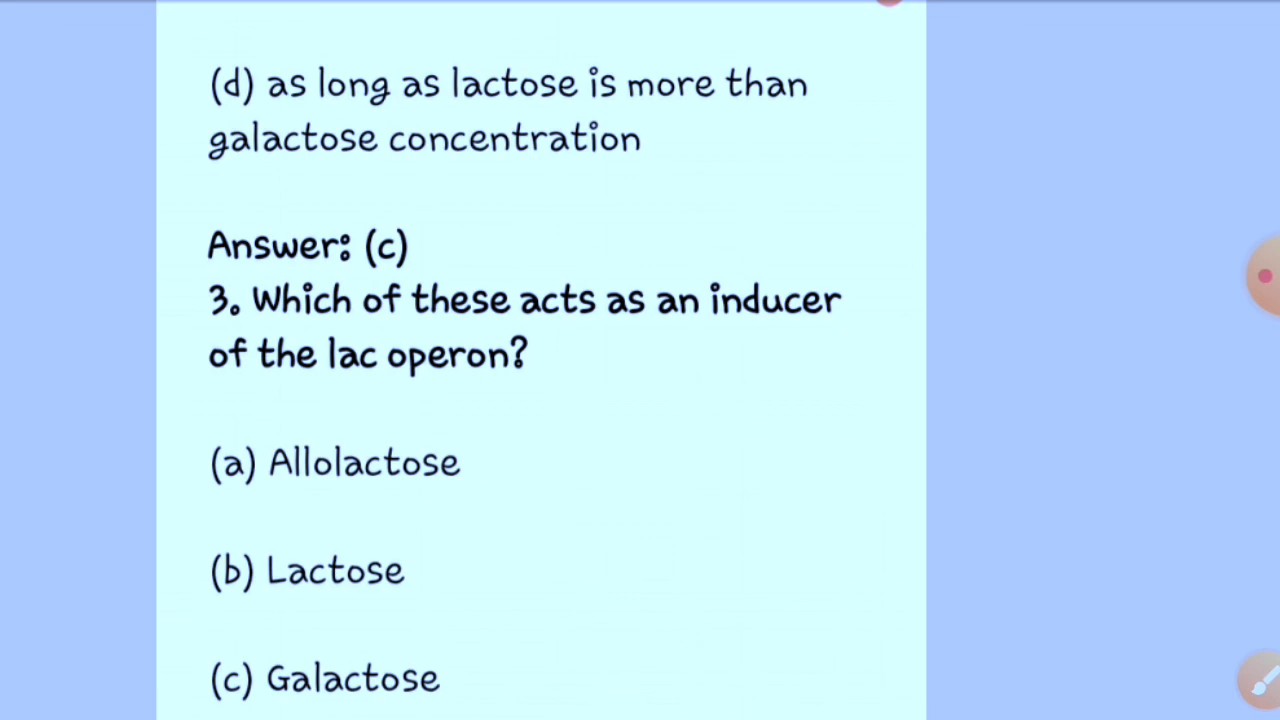 (d) as long as lactose is more than
galactose concentration
Answer: (c)
3. Which of these acts as an inducer
of the lac operon?
(a) Allolactose
(b) Lactose
(c) Galactose